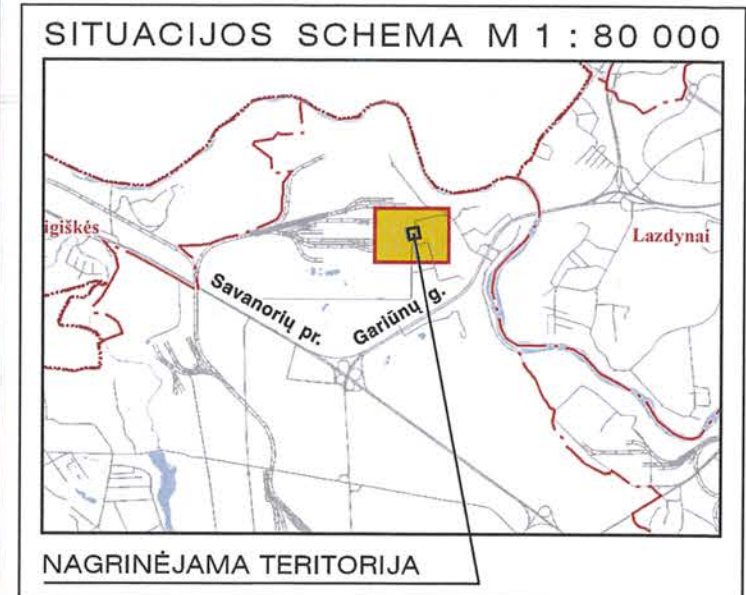 SITUACIJOS SCHEMA M 1 : 80 000
igiškės
Lazdynai
Savanorių pr.
Gariūnų g.
NAGRINĖJAMA TERITORIJA